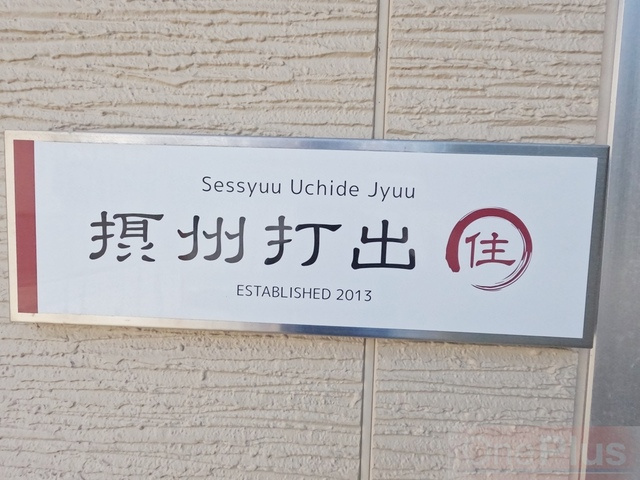 Sessyuu Uchide Jyuu
摂州打出 住
ESTABLISHED 2013